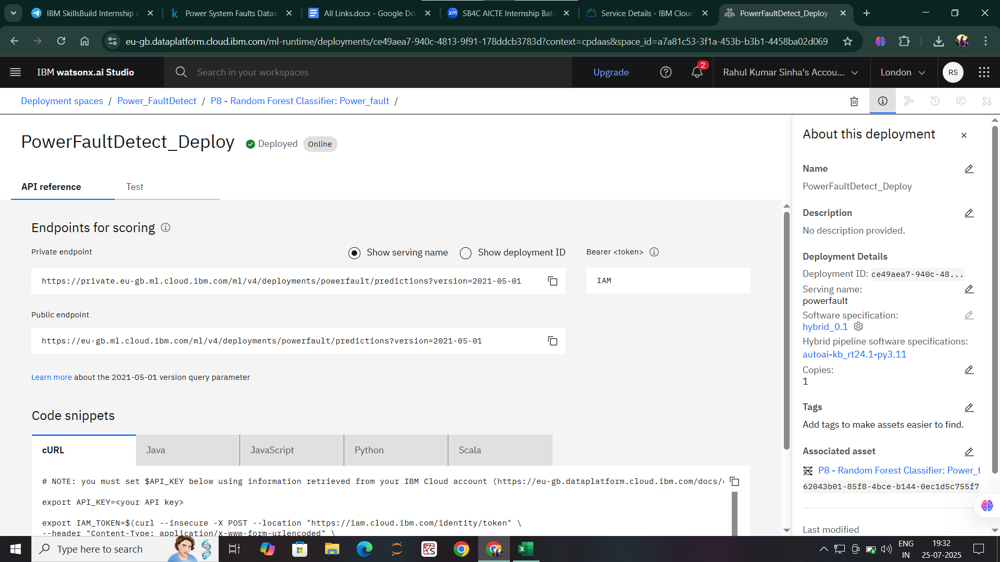 IBM SkillsBuild Internship
Power System Faults Datas
All Links.docx - Google Do
zm
SB4C AICTE Internship Batc
Service Details - IBM Cloud
PowerFaultDetect_Deploy
eu-gb.dataplatform.cloud.ibm.com/ml-runtime/deployments/ce49aea7-940c-4813-9f91-178ddcb3783d?context=cpdaas&space_id=a7a81c53-3f1a-453b-b3b1-4458ba02d069
IBM watsonx.ai Studio
Search in your workspaces
Upgrade
2
Rahul Kumar Sinha's Accou...
London
RS
Deployment spaces / Power_FaultDetect / P8 - Random Forest Classifier: Power_fault /
PowerFaultDetect_Deploy
Deployed
Online
API reference
Test
Endpoints for scoring
Private endpoint
Show serving name
Show deployment ID
Bearer <token>
https://private.eu-gb.ml.cloud.ibm.com/ml/v4/deployments/powerfault/predictions?version=2021-05-01
IAM
Public endpoint
https://eu-gb.ml.cloud.ibm.com/ml/v4/deployments/powerfault/predictions?version=2021-05-01
Learn more about the 2021-05-01 version query parameter
Code snippets
cURL
Java
JavaScript
Python
Scala
# NOTE: you must set $API_KEY below using information retrieved from your IBM Cloud account (https://eu-gb.dataplatform.cloud.ibm.com/docs/
export API_KEY=<your API key>
export IAM_TOKEN=$(curl --insecure -X POST --location "https://iam.cloud.ibm.com/identity/token" \
--header "Content-Type: application/x-www-form-urlencoded" \
About this deployment
Name
PowerFaultDetect_Deploy
Description
No description provided.
Deployment Details
Deployment ID: ce49aea7-940c-48...
Serving name:
powerfault
Software specification:
hybrid_0.1
Hybrid pipeline software specifications:
autoai-kb_rt24.1-py3.11
Copies:
1
Tags
Add tags to make assets easier to find.
Associated asset
P8 - Random Forest Classifier: Power_f
62043b01-85f8-4bce-b144-0ec1d5c755f7
Last modified
Type here to search
ENG
IN
19:32
25-07-2025